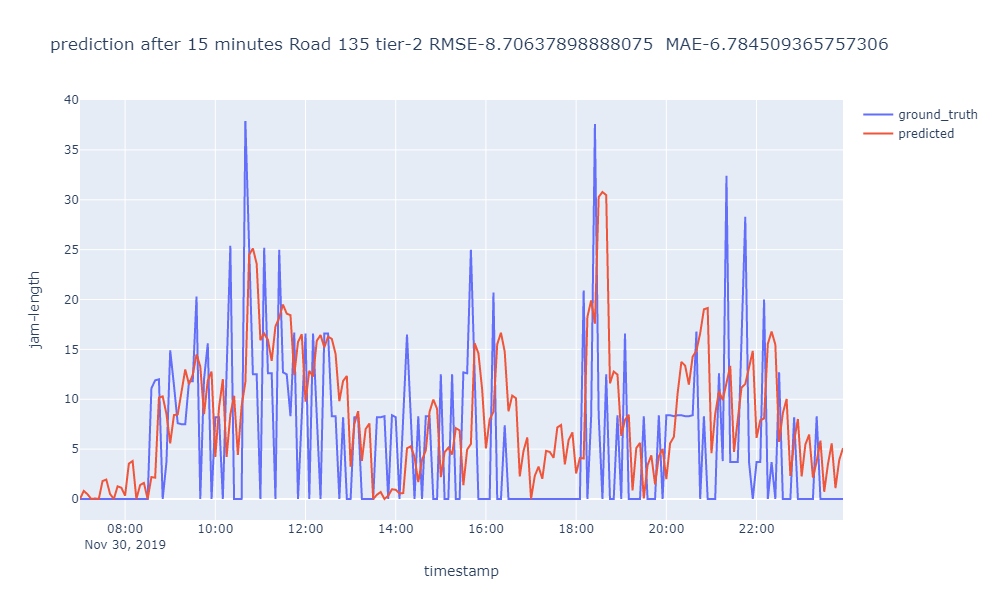 prediction after 15 minutes Road 135 tier-2 RMSE-8.70637898888075 MAE-6.784509365757306
ground_truth
predicted
jam-length
40
35
30
25
20
15
10
5
0
08:00 10:00 12:00 14:00 16:00 18:00 20:00 22:00
Nov 30, 2019
timestamp